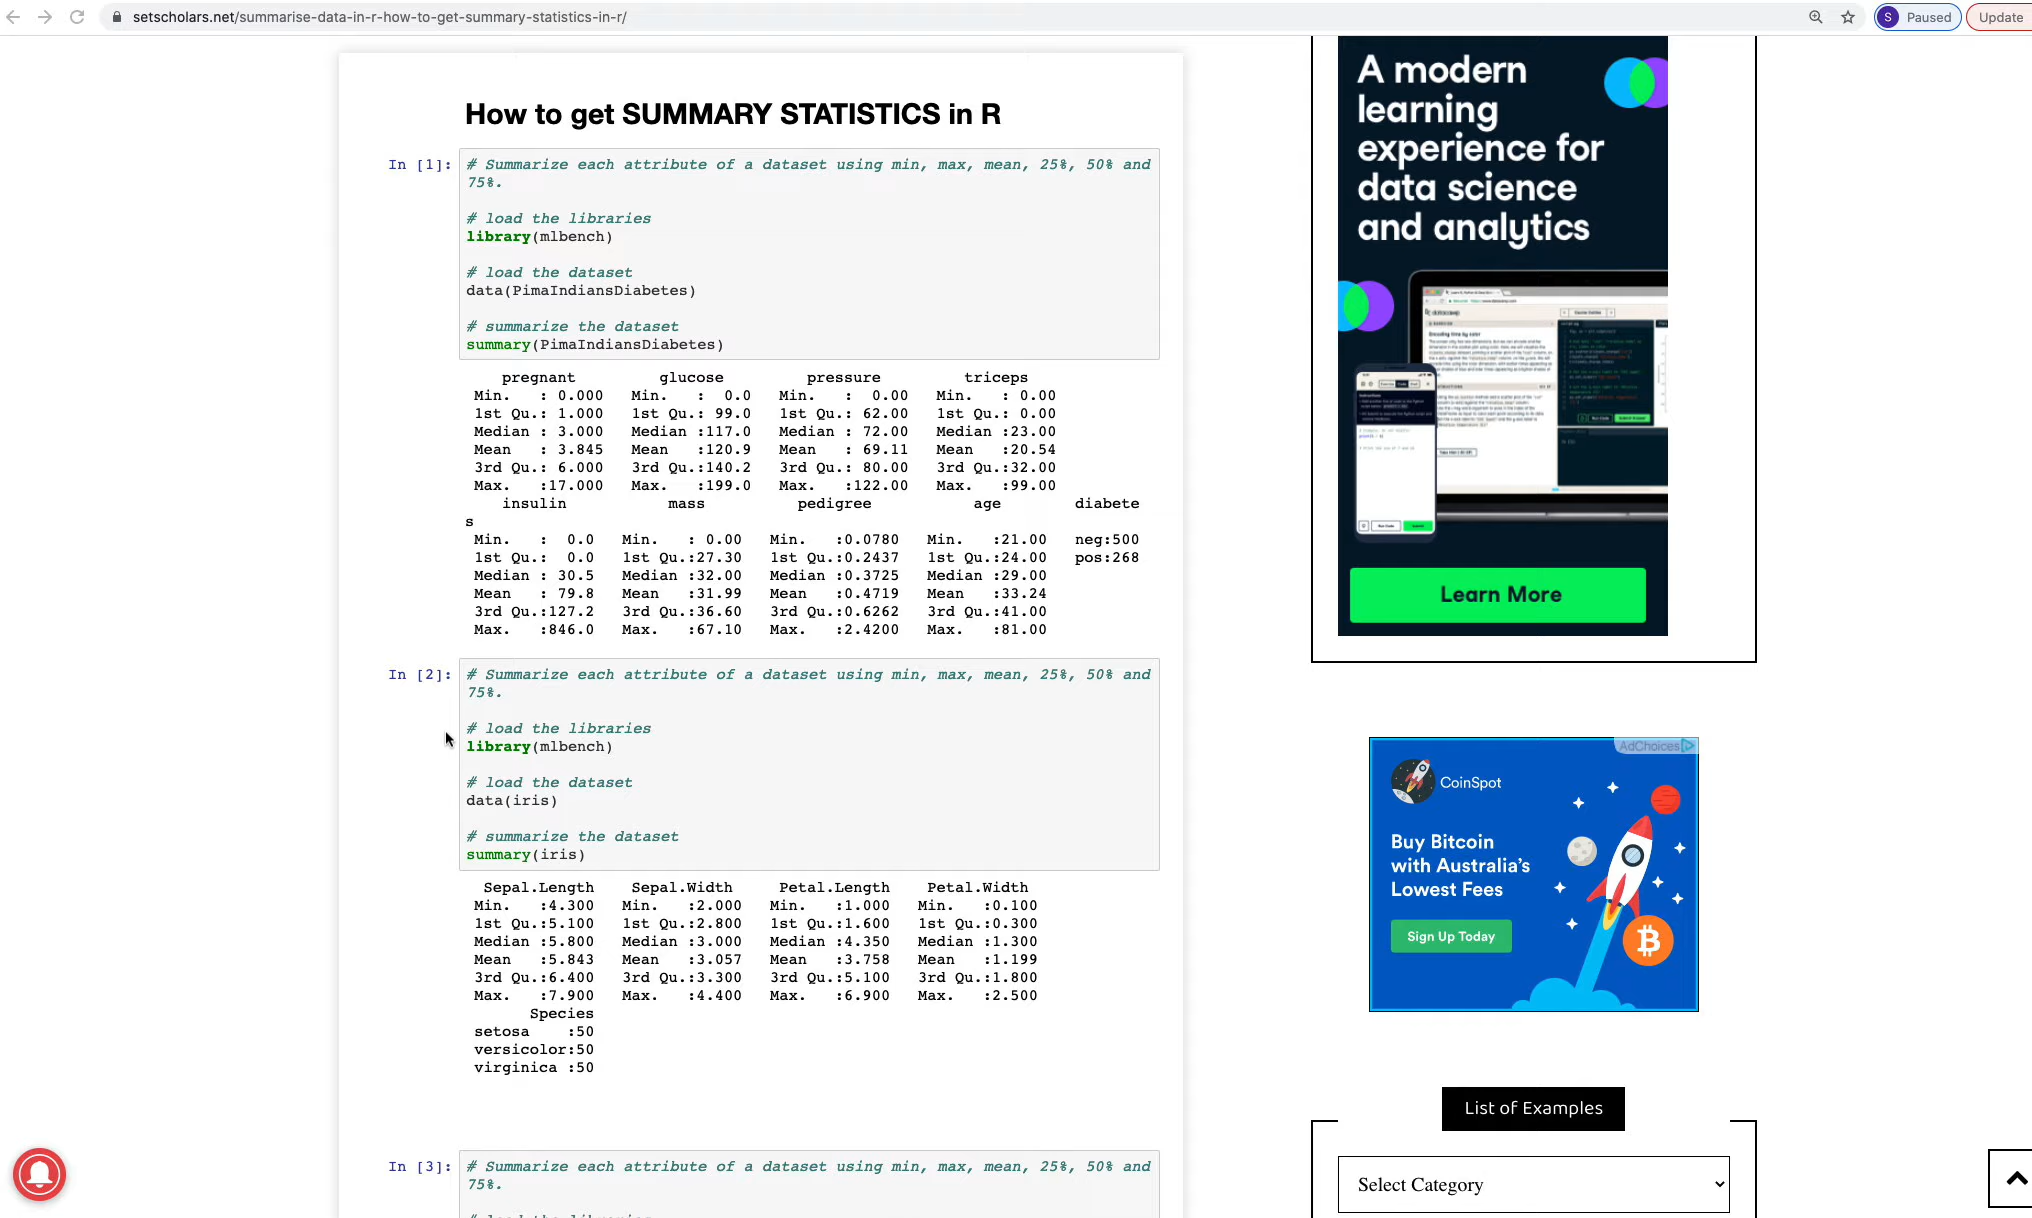 setscholars.net/summarise-data-in-r-how-to-get-summary-statistics-in-r/
S Paused
Update
How to get SUMMARY STATISTICS in R
In [1]:
# Summarize each attribute of a dataset using min, max, mean, 25%, 50% and
75%.
# load the libraries
library(mlbench)
# load the dataset
data(PimaIndiansDiabetes)
# summarize the dataset
summary(PimaIndiansDiabetes)
pregnant glucose pressure triceps
Min. : 0.000 Min. : 0.0 Min. : 0.00 Min. : 0.00
1st Qu.: 1.000 1st Qu.: 99.0 1st Qu.: 62.00 1st Qu.: 0.00
Median : 3.000 Median :117.0 Median : 72.00 Median :23.00
Mean : 3.845 Mean :120.9 Mean : 69.11 Mean :20.54
3rd Qu.: 6.000 3rd Qu.:140.2 3rd Qu.: 80.00 3rd Qu.:32.00
Max. :17.000 Max. :199.0 Max. :122.00 Max. :99.00
insulin mass pedigree age diabete
s
Min. : 0.0 Min. : 0.00 Min. :0.0780 Min. :21.00 neg:500
1st Qu.: 0.0 1st Qu.:27.30 1st Qu.:0.2437 1st Qu.:24.00 pos:268
Median : 30.5 Median :32.00 Median :0.3725 Median :29.00
Mean : 79.8 Mean :31.99 Mean :0.4719 Mean :33.24
3rd Qu.:127.2 3rd Qu.:36.60 3rd Qu.:0.6262 3rd Qu.:41.00
Max. :846.0 Max. :67.10 Max. :2.4200 Max. :81.00
In [2]:
# Summarize each attribute of a dataset using min, max, mean, 25%, 50% and
75%.
# load the libraries
library(mlbench)
# load the dataset
data(iris)
# summarize the dataset
summary(iris)
Sepal.Length Sepal.Width Petal.Length Petal.Width
Min. :4.300 Min. :2.000 Min. :1.000 Min. :0.100
1st Qu.:5.100 1st Qu.:2.800 1st Qu.:1.600 1st Qu.:0.300
Median :5.800 Median :3.000 Median :4.350 Median :1.300
Mean :5.843 Mean :3.057 Mean :3.758 Mean :1.199
3rd Qu.:6.400 3rd Qu.:3.300 3rd Qu.:5.100 3rd Qu.:1.800
Max. :7.900 Max. :4.400 Max. :6.900 Max. :2.500
Species
setosa :50
versicolor:50
virginica :50
In [3]:
# Summarize each attribute of a dataset using min, max, mean, 25%, 50% and
75%.
A modern
learning
experience for
data science
and analytics
datacamp
Learn More
AdChoices
CoinSpot
Buy Bitcoin
with Australia's
Lowest Fees
Sign Up Today
List of Examples
Select Category